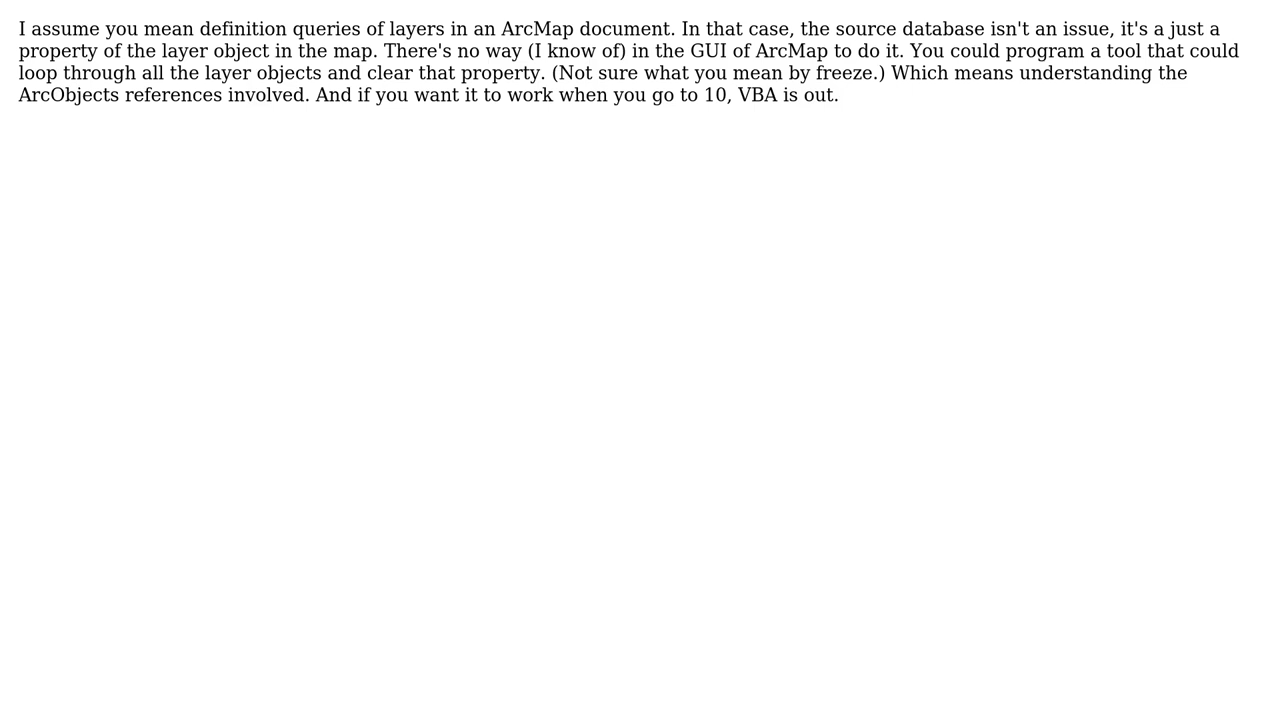 I assume you mean definition queries of layers in an ArcMap document. In that case, the source database isn't an issue, it's a just a
property of the layer object in the map. There's no way (I know of) in the GUI of ArcMap to do it. You could program a tool that could
loop through all the layer objects and clear that property. (Not sure what you mean by freeze.) Which means understanding the
ArcObjects references involved. And if you want it to work when you go to 10, VBA is out.